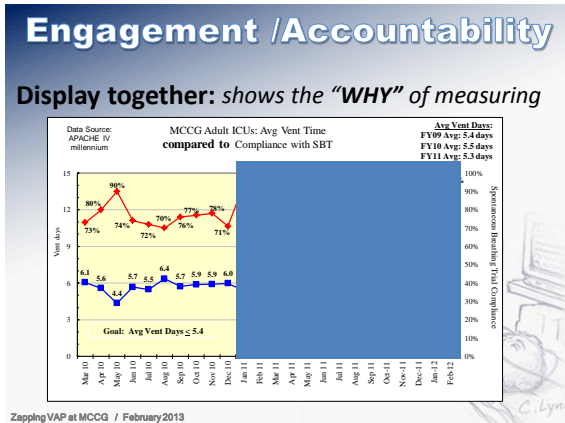 Engagement /Accountability
Display together: shows the “WHY” of measuring
Data Source:
APACHE IV
millennium
MCCG Adult ICUs: Avg Vent Time
compared to Compliance with SBT
Avg Vent Days:
FY09 Avg: 5.4 days
FY10 Avg: 5.5 days
FY11 Avg: 5.3 days
15
12
9
6
3
0
Vent days
73%
80%
90%
74%
72%
70%
76%
77%
78%
71%
6.1
5.6
4.4
5.7
5.5
6.4
5.7
5.9
5.9
6.0
Goal: Avg Vent Days ≤ 5.4
100%
90%
80%
70%
60%
50%
40%
30%
20%
10%
0%
Spontaneous Breathing Trial Compliance
Mar 10
Apr 10
May 10
Jun 10
Jul 10
Aug 10
Sep 10
Oct 10
Nov 10
Dec 10
Jan 11
Feb 11
Mar 11
Apr 11
May 11
Jun 11
Jul 11
Aug 11
Sep 11
Oct-11
Nov-11
Dec-11
Jan-12
Feb-12
Zapping VAP at MCCG / February 2013